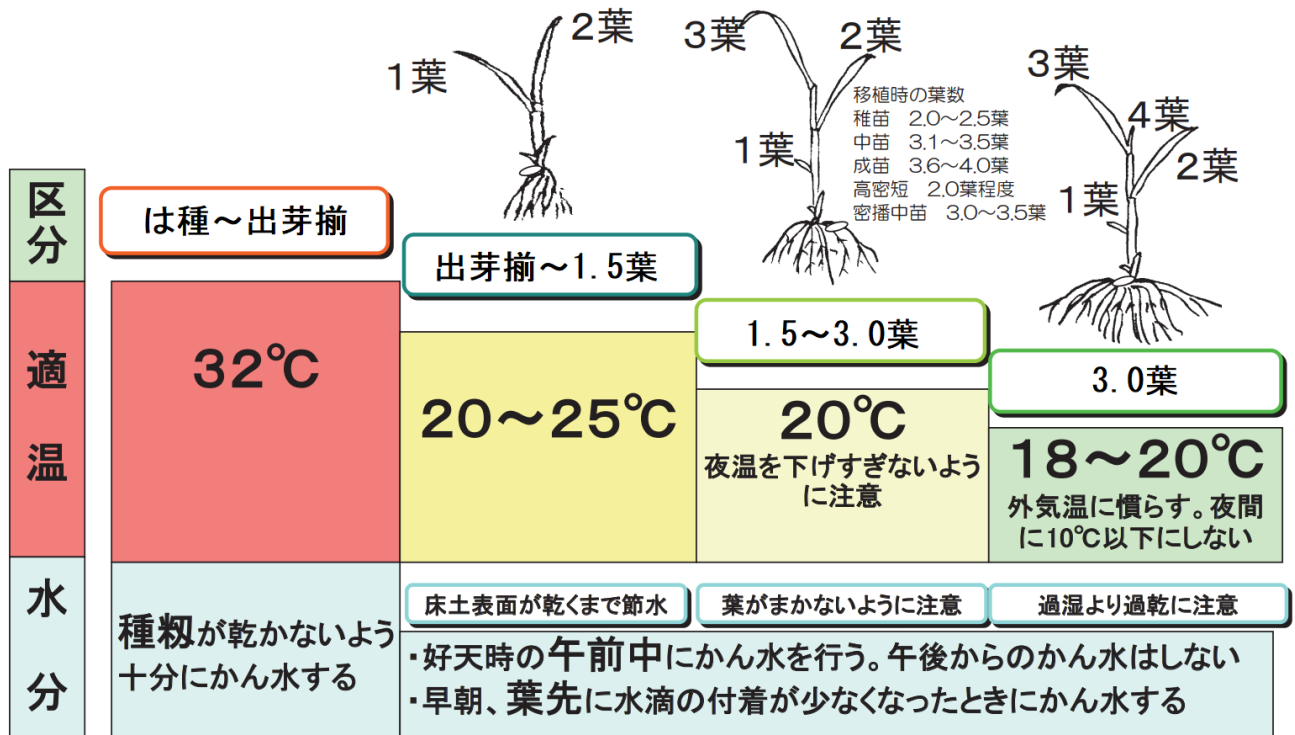 2葉
1葉
3葉
2葉
1葉
移植時の葉数
稚苗 2.0～2.5葉
中苗 3.1～3.5葉
成苗 3.6～4.0葉
高密短 2.0葉程度
密播中苗 3.0～3.5葉
3葉
4葉
2葉
1葉
区分
は種～出芽揃
出芽揃～1.5葉
1.5～3.0葉
3.0葉
適温
32℃
20～25℃
20℃
夜温を下げすぎないよう
に注意
18～20℃
外気温に慣らす。夜間
に10℃以下にしない
水分
種籾が乾かないよう
十分にかん水する
床土表面が乾くまで節水
葉がまかないように注意
過湿より過乾に注意
・好天時の午前中にかん水を行う。午後からのかん水はしない
・早朝、葉先に水滴の付着が少なくなったときにかん水する